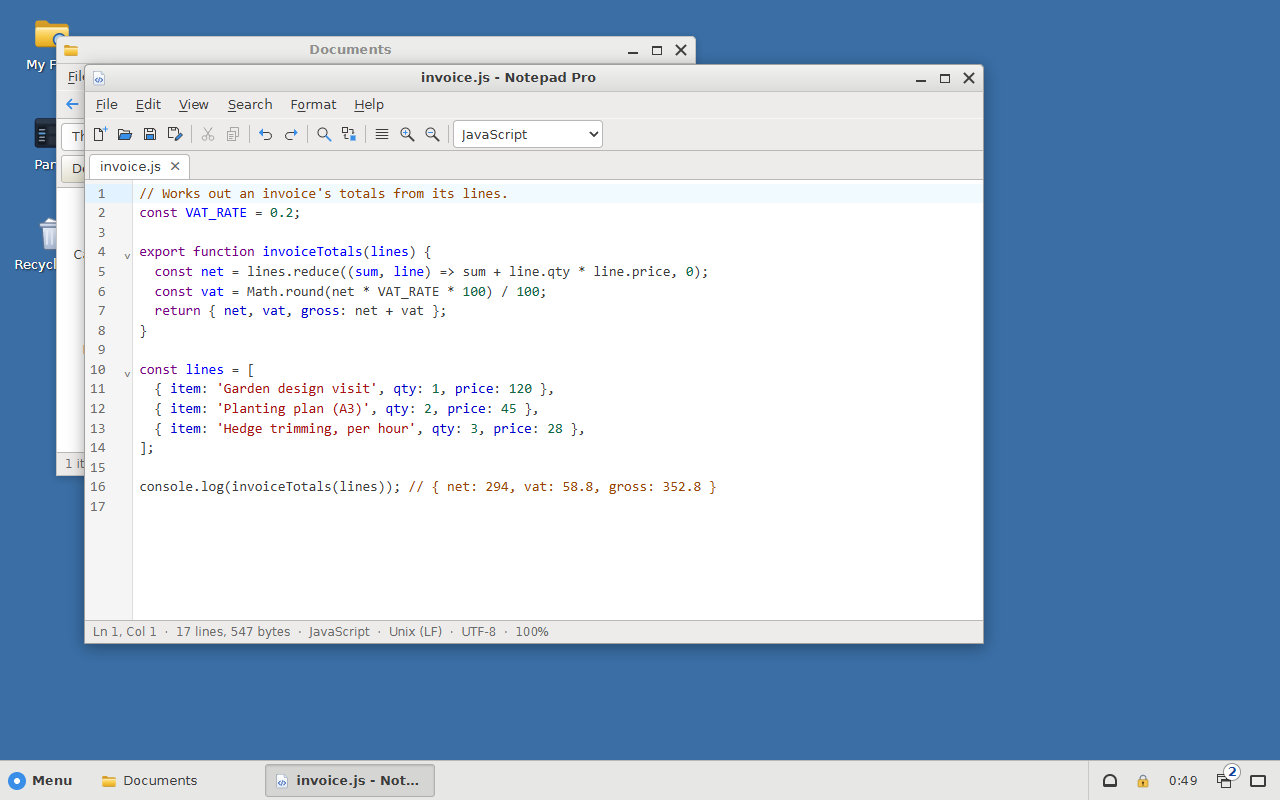 My F
Documents
File
invoice.js - Notepad Pro
File Edit View Search Format Help
JavaScript
invoice.js
1 // Works out an invoice's totals from its lines.
2 const VAT_RATE = 0.2;
3
4 export function invoiceTotals(lines) {
5 const net = lines.reduce((sum, line) => sum + line.qty * line.price, 0);
6 const vat = Math.round(net * VAT_RATE * 100) / 100;
7 return { net, vat, gross: net + vat };
8 }
9
10 const lines = [
11 { item: 'Garden design visit', qty: 1, price: 120 },
12 { item: 'Planting plan (A3)', qty: 2, price: 45 },
13 { item: 'Hedge trimming, per hour', qty: 3, price: 28 },
14 ];
15
16 console.log(invoiceTotals(lines)); // { net: 294, vat: 58.8, gross: 352.8 }
17
Ln 1, Col 1 · 17 lines, 547 bytes · JavaScript · Unix (LF) · UTF-8 · 100%
Menu Documents invoice.js - Not... 0:49 2